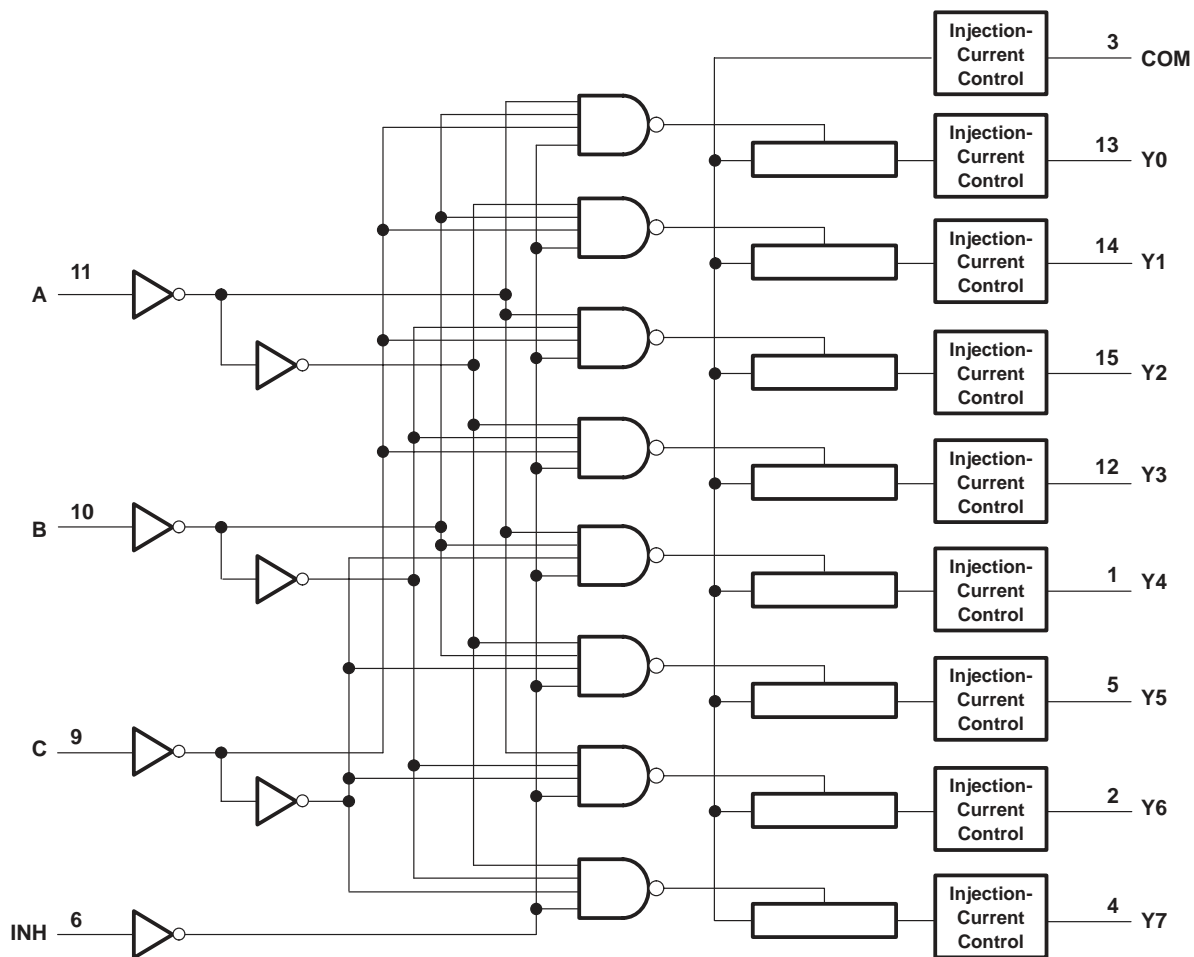 Injection-
Current
Control
3
COM
Injection-
Current
Control
13
Y0
Injection-
Current
Control
14
Y1
A
11
Injection-
Current
Control
15
Y2
Injection-
Current
Control
12
Y3
B
10
Injection-
Current
Control
1
Y4
Injection-
Current
Control
5
Y5
C
9
Injection-
Current
Control
2
Y6
Injection-
Current
Control
4
Y7
INH
6